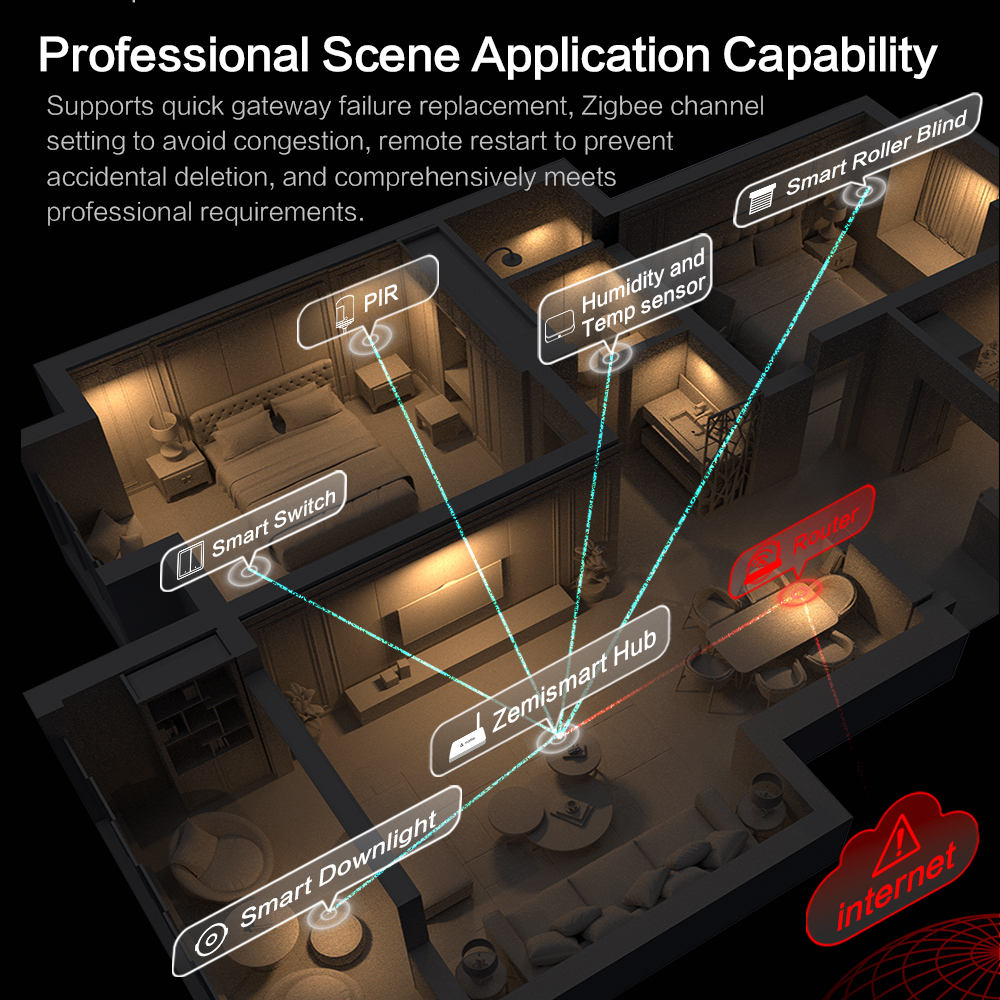 Professional Scene Application Capability
Supports quick gateway failure replacement, Zigbee channel
setting to avoid congestion, remote restart to prevent
accidental deletion, and comprehensively meets
professional requirements.
Smart Roller Blind
Humidity and
Temp sensor
PIR
Smart Switch
Router
Zemismart Hub
Smart Downlight
internet